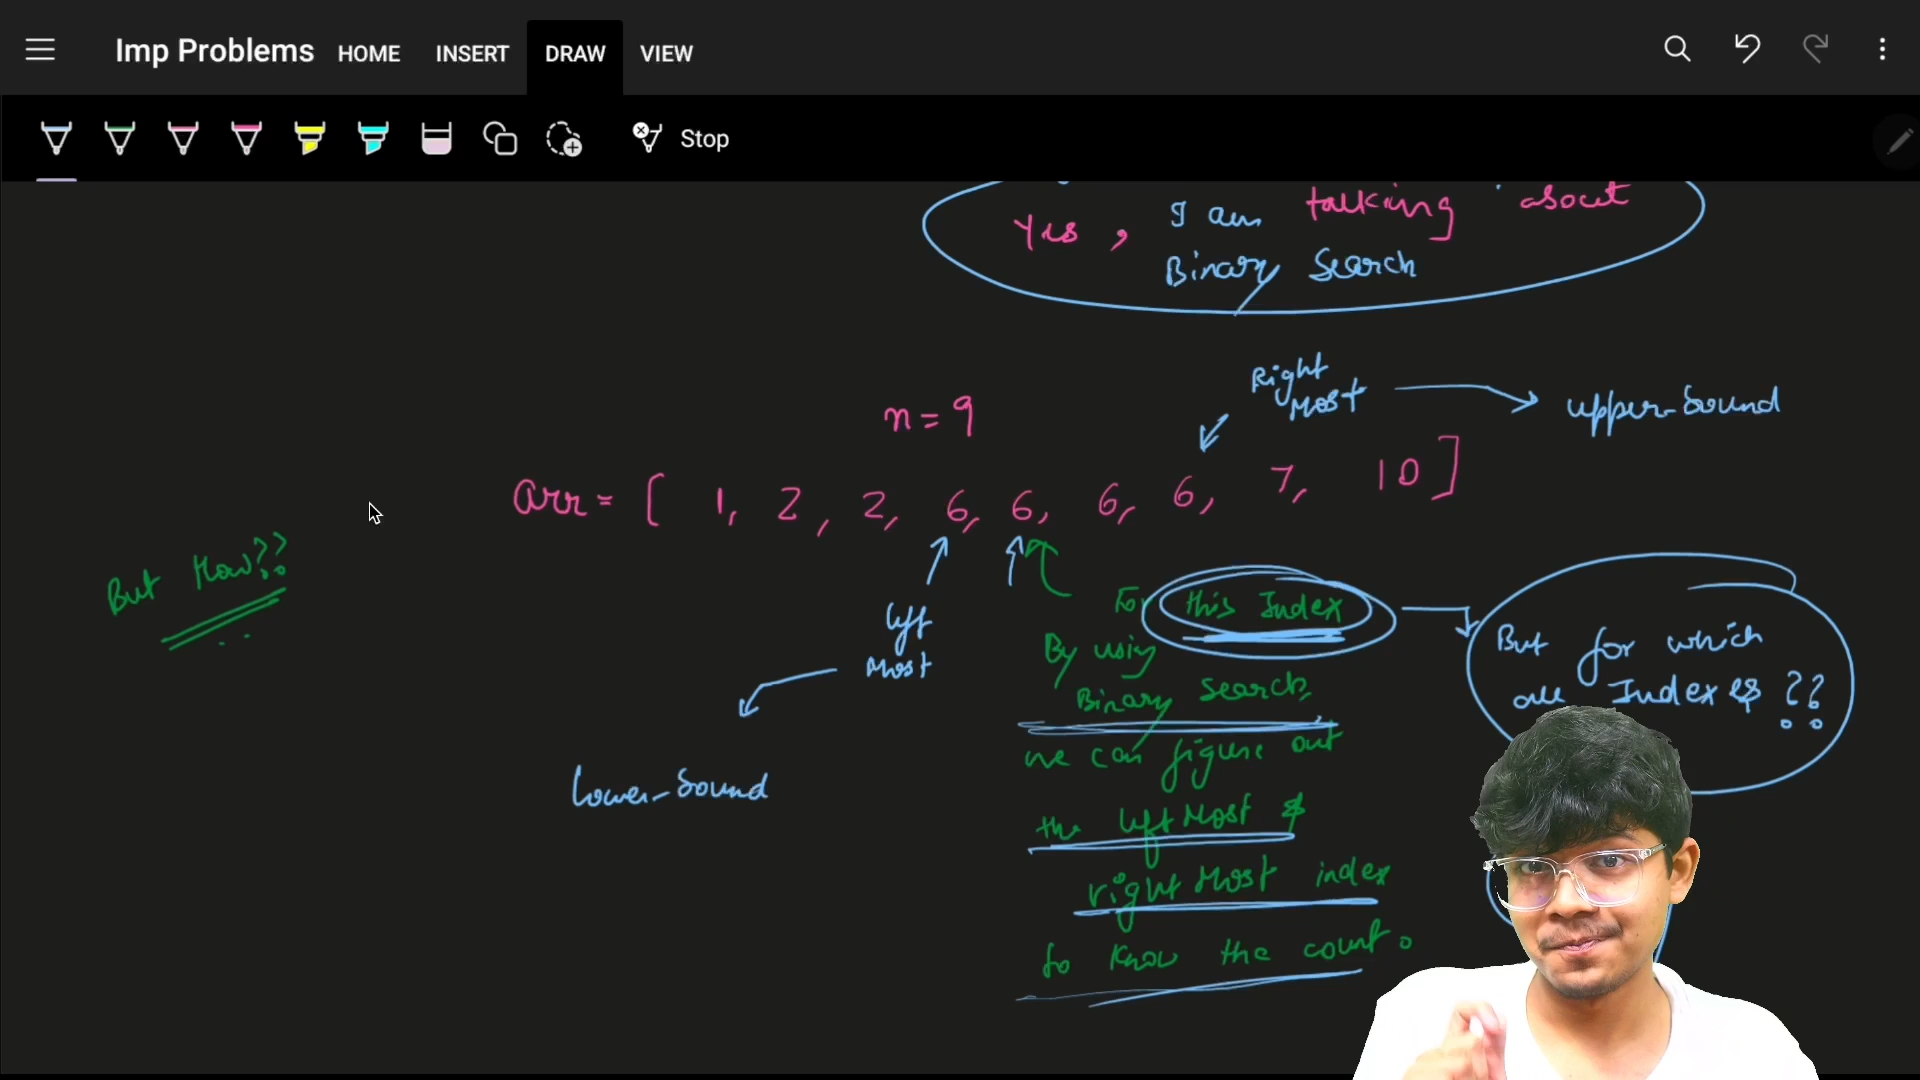 Imp Problems HOME INSERT DRAW VIEW
Stop
Yes, I am talking about
Binary Search
Right
Most
upper-bound
n = 9
arr = [ 1, 2, 2, 6, 6, 6, 6, 7, 10 ]
But How??
left
Most
lower-bound
For this Index
By using
Binary Search,
we can figure out
the left Most &
right Most index
to know the count.
But for which
all Indexes ??